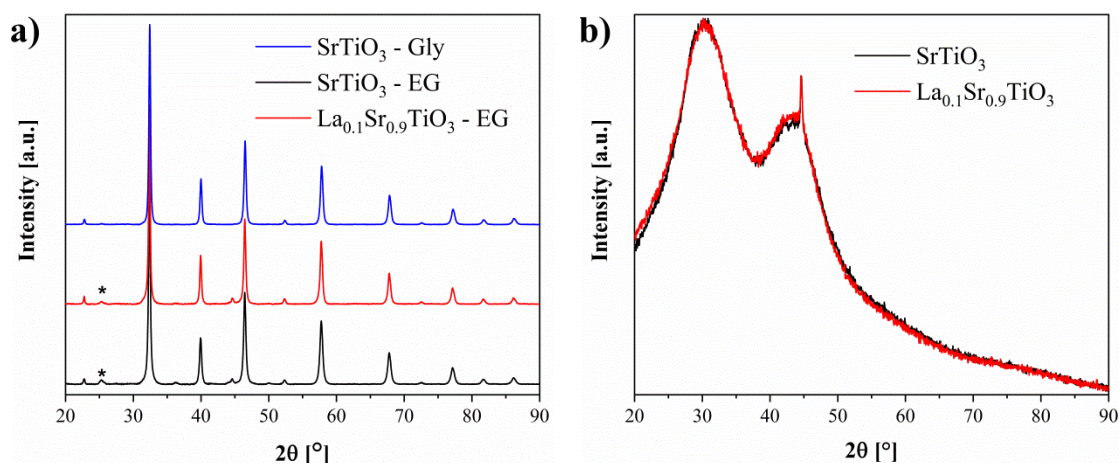 a)
SrTiO₃ - Gly
SrTiO₃ - EG
La₀.₁Sr₀.₉TiO₃ - EG
Intensity [a.u.]
*
*
20 30 40 50 60 70 80 90
2θ [°]
b)
SrTiO₃
La₀.₁Sr₀.₉TiO₃
Intensity [a.u.]
20 30 40 50 60 70 80 90
2θ [°]